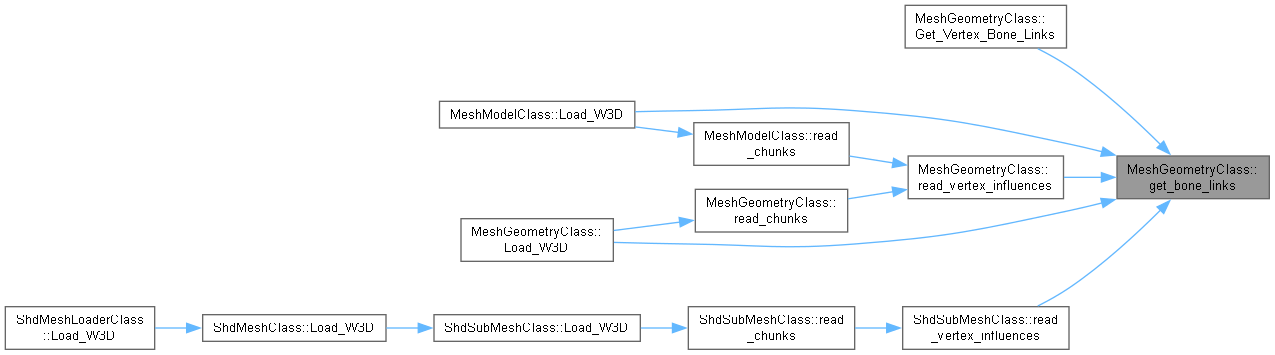 MeshGeometryClass::
Get_Vertex_Bone_Links
MeshModelClass::Load_W3D
MeshModelClass::read
_chunks
MeshGeometryClass::
read_vertex_influences
MeshGeometryClass::
get_bone_links
MeshGeometryClass::
read_chunks
MeshGeometryClass::
Load_W3D
ShdMeshLoaderClass
::Load_W3D
ShdMeshClass::Load_W3D
ShdSubMeshClass::Load_W3D
ShdSubMeshClass::read
_chunks
ShdSubMeshClass::read
_vertex_influences